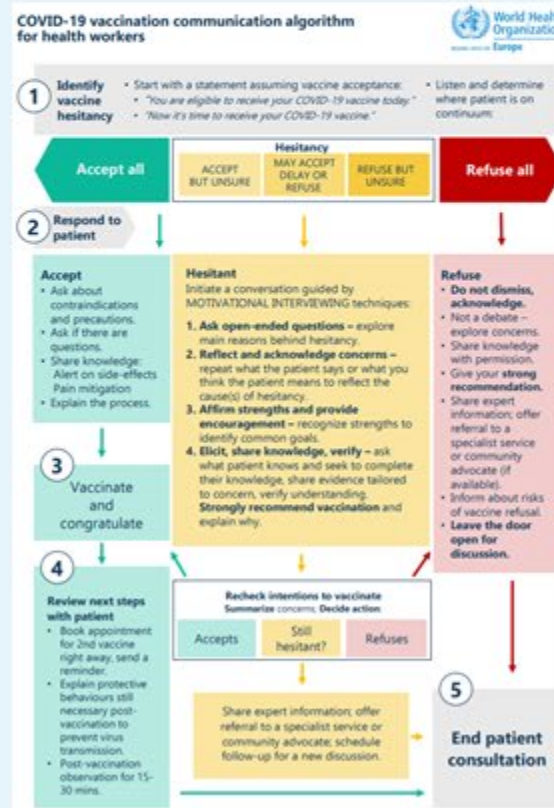 COVID-19 vaccination communication algorithm
for health workers
World Health
Organization
Europe
1
Identify
vaccine
hesitancy
• Start with a statement assuming vaccine acceptance:
• "You are eligible to receive your COVID-19 vaccine today."
• "Now it's time to receive your COVID-19 vaccine."
• Listen and determine
where patient is on
continuum:
Accept all
Hesitancy
ACCEPT
BUT UNSURE
MAY ACCEPT
DELAY OR
REFUSE
REFUSE BUT
UNSURE
Refuse all
2
Respond to
patient
Accept
• Ask about
contraindications
and precautions.
• Ask if there are
questions.
• Share knowledge:
Alert on side-effects
Pain mitigation
• Explain the process.
Hesitant
Initiate a conversation guided by
MOTIVATIONAL INTERVIEWING techniques:
1. Ask open-ended questions – explore
main reasons behind hesitancy.
2. Reflect and acknowledge concerns –
repeat what the patient says or what you
think the patient means to reflect the
cause(s) of hesitancy.
3. Affirm strengths and provide
encouragement – recognize strengths to
identify common goals.
4. Elicit, share knowledge, verify – ask
what patient knows and seek to complete
their knowledge, share evidence tailored
to concern, verify understanding.
Strongly recommend vaccination and
explain why.
Refuse
• Do not dismiss,
acknowledge.
• Not a debate –
explore concerns.
• Share knowledge
with permission.
• Give your strong
recommendation.
• Share expert
information; offer
referral to a
specialist service
or community
advocate (if
available).
• Inform about risks
of vaccine refusal.
• Leave the door
open for
discussion.
3
Vaccinate
and
congratulate
4
Review next steps
with patient
• Book appointment
for 2nd vaccine
right away, send a
reminder.
• Explain protective
behaviours still
necessary post-
vaccination to
prevent virus
transmission.
• Post-vaccination
observation for 15-
30 mins.
Recheck intentions to vaccinate
Summarize concerns; Decide action
Accepts
Still
hesitant?
Refuses
Share expert information; offer
referral to a specialist service or
community advocate; schedule
follow-up for a new discussion.
5
End patient
consultation